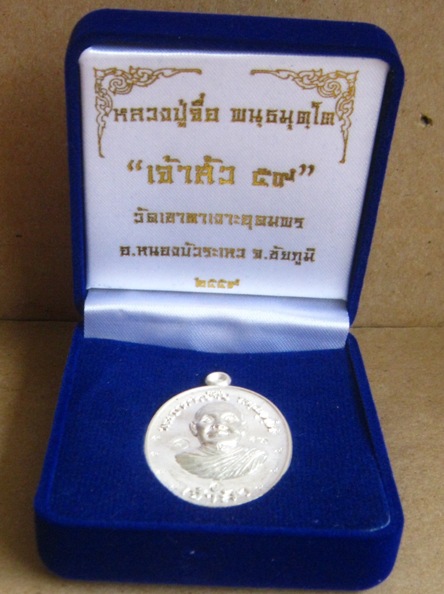 หลวงปู่จื่อ พนฺธมุตฺโต
“เจ้าสัว ๕๙”
วัดเขาตาเงาะอุดมพร
อ.หนองบัวระเหว จ.ชัยภูมิ
๒๕๕๙